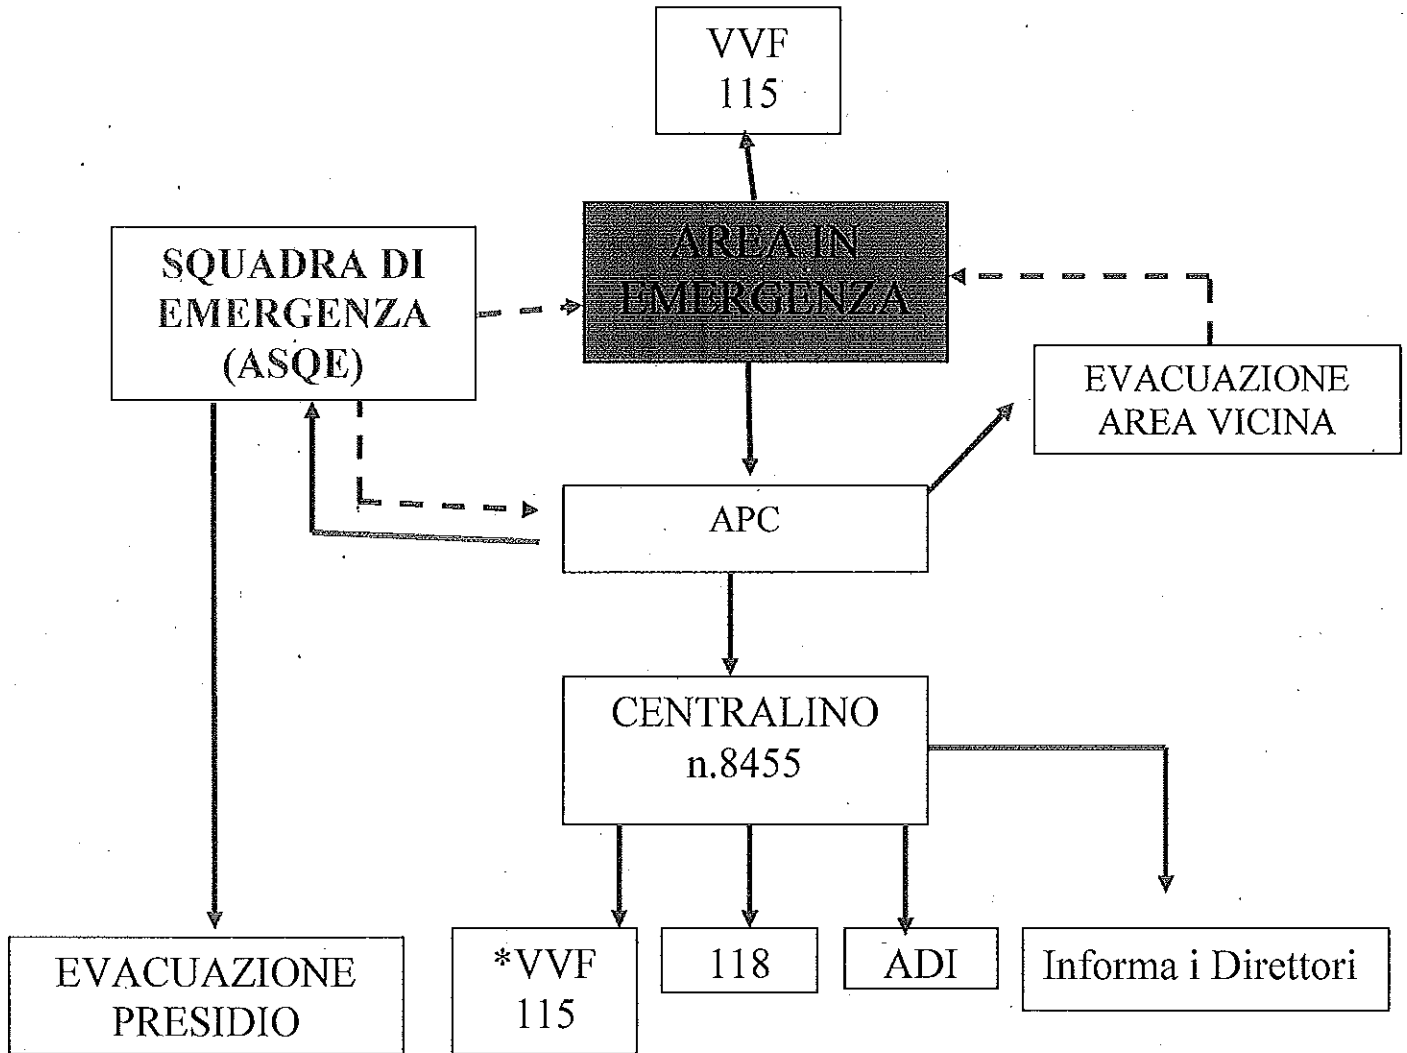 VVF
115
AREA IN
EMERGENZA
SQUADRA DI
EMERGENZA
(ASQE)
EVACUAZIONE
AREA VICINA
APC
CENTRALINO
n.8455
EVACUAZIONE
PRESIDIO
*VVF
115
118
ADI
Informa i Direttori